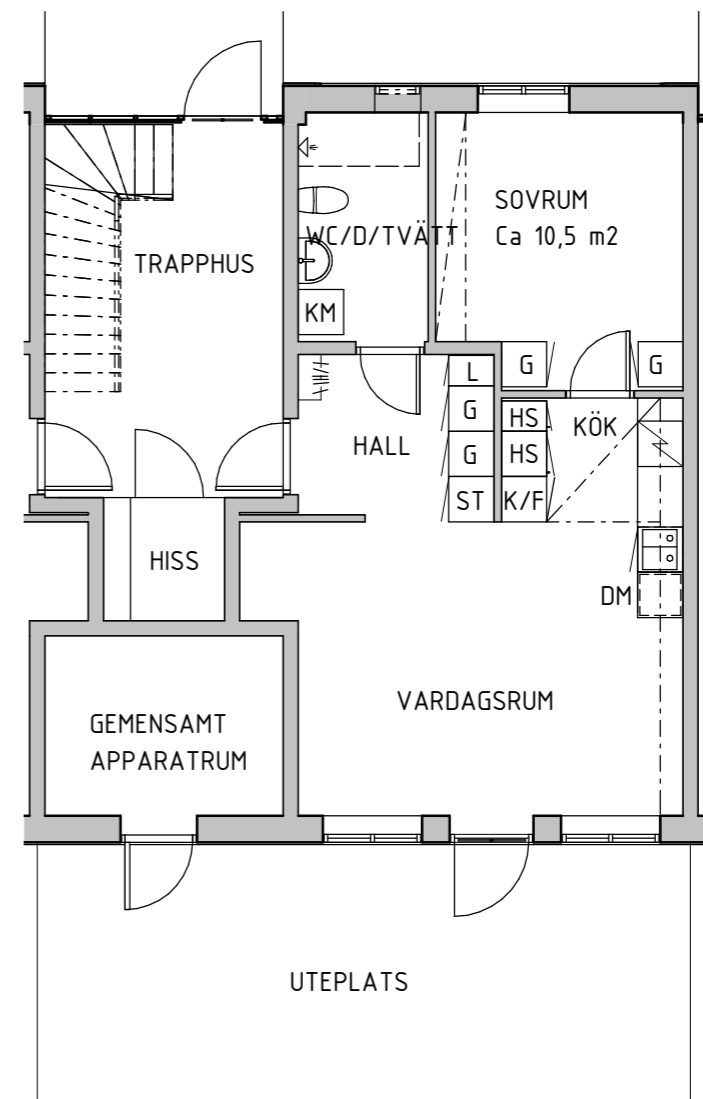 SOVRUM
Ca 10,5 m2
WC/D/TVÄTT
TRAPPHUS
KM
L
G
G
ST
G
G
HALL
HS
HS
K/F
KÖK
HISS
DM
VARDAGSRUM
GEMENSAMT
APPARATRUM
UTEPLATS